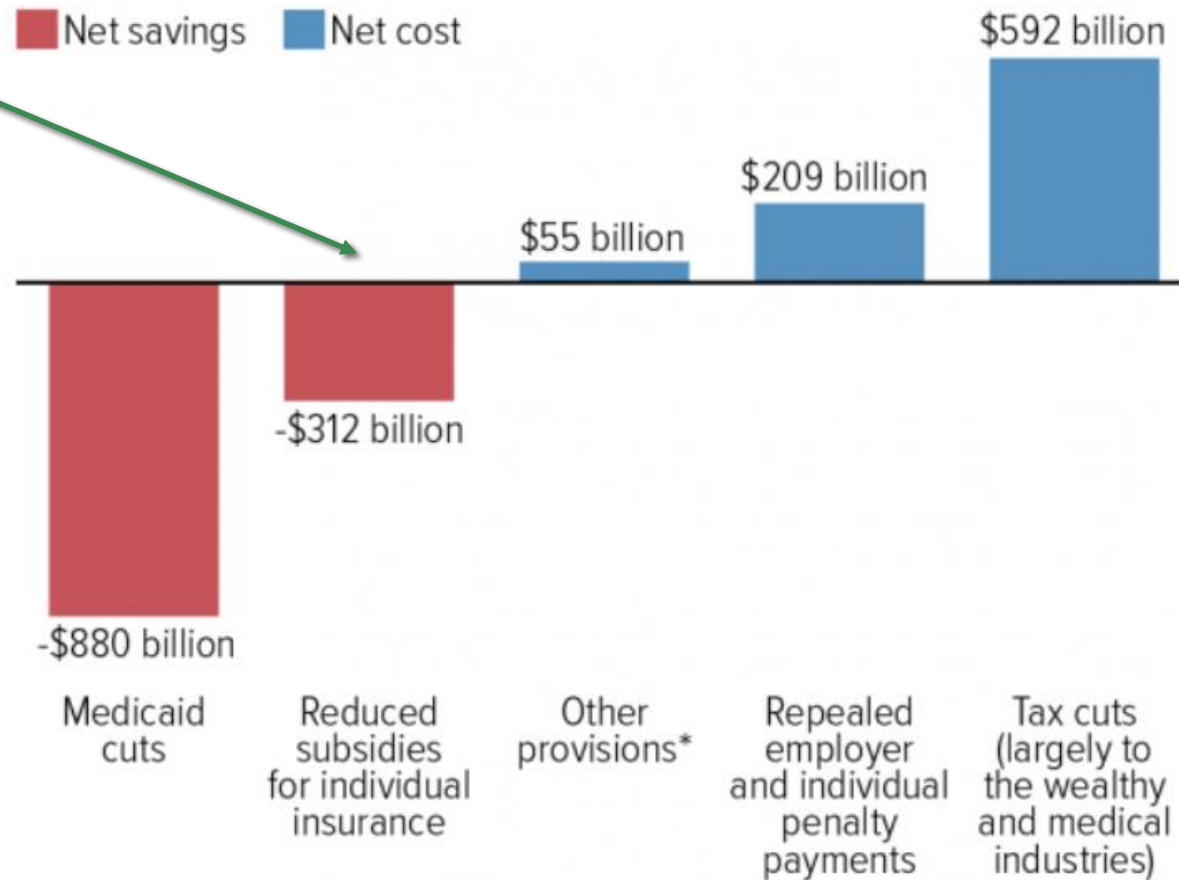 Net savings
Net cost
$592 billion
$209 billion
$55 billion
-$312 billion
-$880 billion
Medicaid
cuts
Reduced
subsidies
for individual
insurance
Other
provisions*
Repealed
employer
and individual
penalty
payments
Tax cuts
(largely to
the wealthy
and medical
industries)